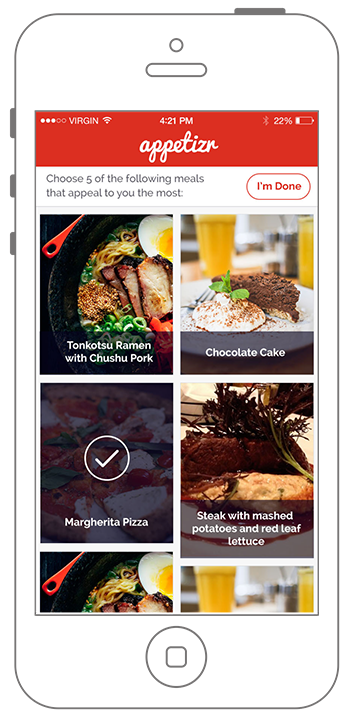 VIRGIN 4:21 PM 22%
appetizr
Choose 5 of the following meals
that appeal to you the most:
I'm Done
Tonkotsu Ramen
with Chushu Pork
Chocolate Cake
Margherita Pizza
Steak with mashed
potatoes and red leaf
lettuce